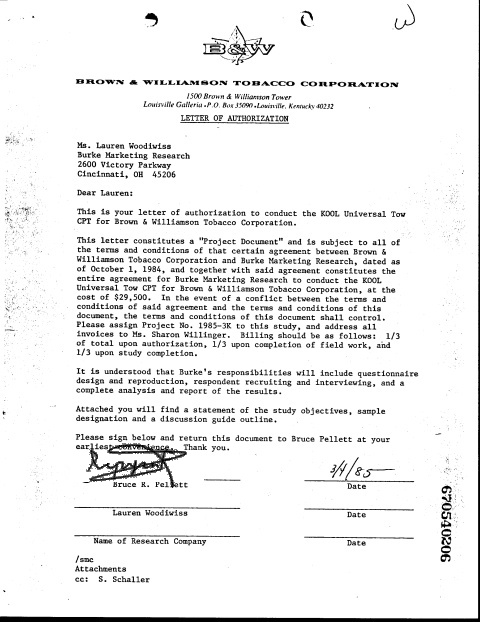 B&W
BROWN & WILLIAMSON TOBACCO CORPORATION
1500 Brown & Williamson Tower
Louisville Galleria • P.O. Box 35090 • Louisville, Kentucky 40232
LETTER OF AUTHORIZATION
Ms. Lauren Woodiwiss
Burke Marketing Research
2600 Victory Parkway
Cincinnati, OH 45206
Dear Lauren:
This is your letter of authorization to conduct the KOOL Universal Tow
CPT for Brown & Williamson Tobacco Corporation.
This letter constitutes a "Project Document" and is subject to all of
the terms and conditions of that certain agreement between Brown &
Williamson Tobacco Corporation and Burke Marketing Research, dated as
of October 1, 1984, and together with said agreement constitutes the
entire agreement for Burke Marketing Research to conduct the KOOL
Universal Tow CPT for Brown & Williamson Tobacco Corporation, at the
cost of $29,500. In the event of a conflict between the terms and
conditions of said agreement and the terms and conditions of this
document, the terms and conditions of this document shall control.
Please assign Project No. 1985-3K to this study, and address all
invoices to Ms. Sharon Willinger. Billing should be as follows: 1/3
of total upon authorization, 1/3 upon completion of field work, and
1/3 upon study completion.
It is understood that Burke's responsibilities will include questionnaire
design and reproduction, respondent recruiting and interviewing, and a
complete analysis and report of the results.
Attached you will find a statement of the study objectives, sample
designation and a discussion guide outline.
Please sign below and return this document to Bruce Pellett at your
earliest convenience. Thank you.
3/4/85
Bruce R. Pellett
Date
Lauren Woodiwiss
Date
Name of Research Company
Date
/smc
Attachments
cc: S. Schaller
670540206